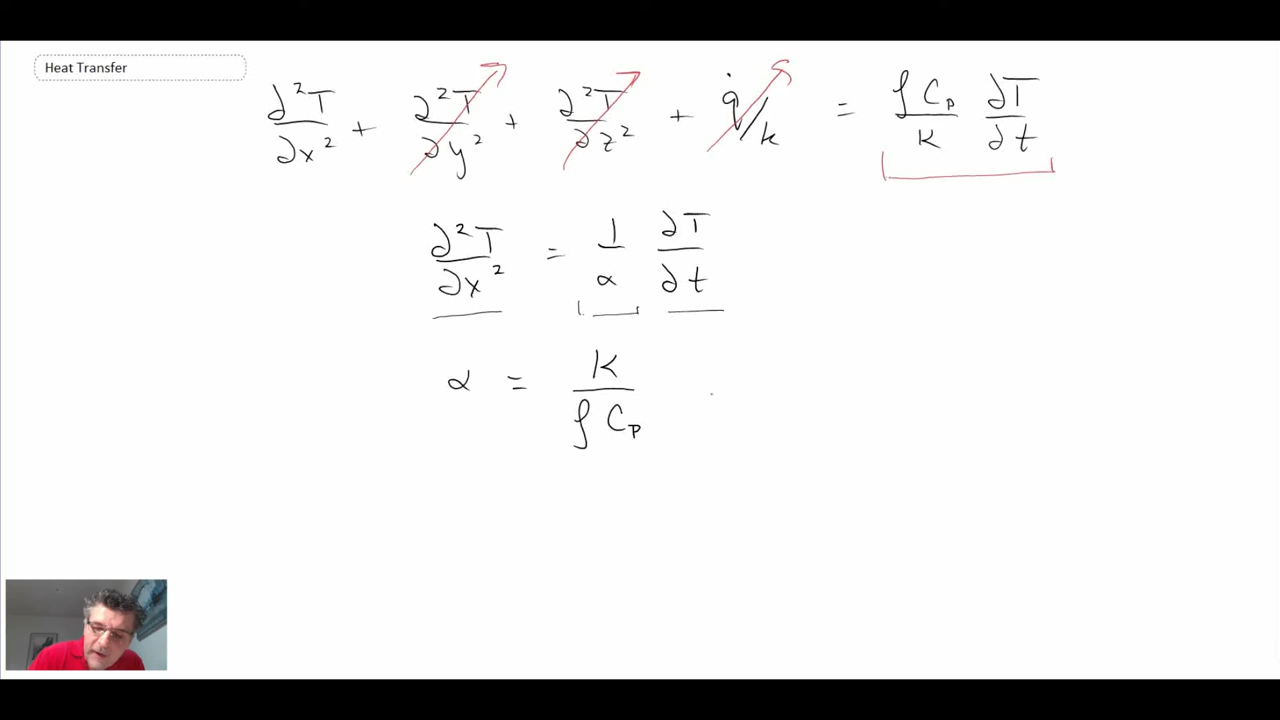 Heat Transfer
∂²T/∂x² + ∂²T/∂y² + ∂²T/∂z² + q̇/k = ρCp/k ∂T/∂t
∂²T/∂x² = 1/α ∂T/∂t
α = k/ρCp